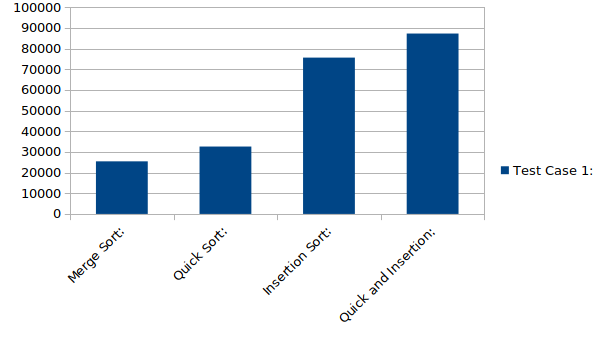 100000
90000
80000
70000
60000
50000
40000
30000
20000
10000
0
Merge Sort:
Quick Sort:
Insertion Sort:
Quick and Insertion:
Test Case 1: